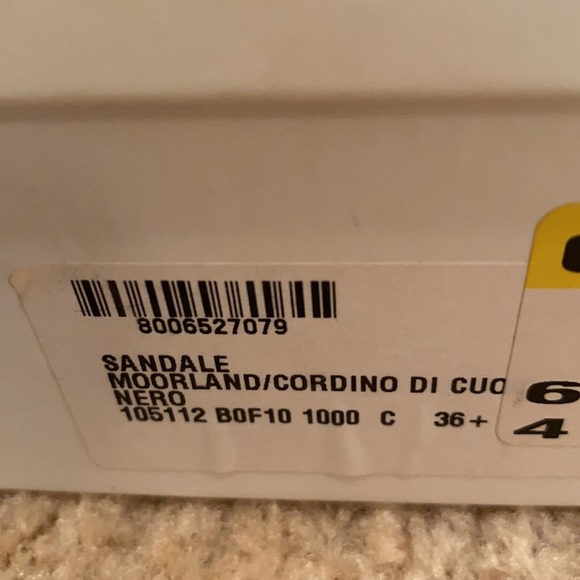 8006527079
SANDALE
MOORLAND/CORDINO DI CUO
NERO
105112 B0F10 1000 C 36+
6
4